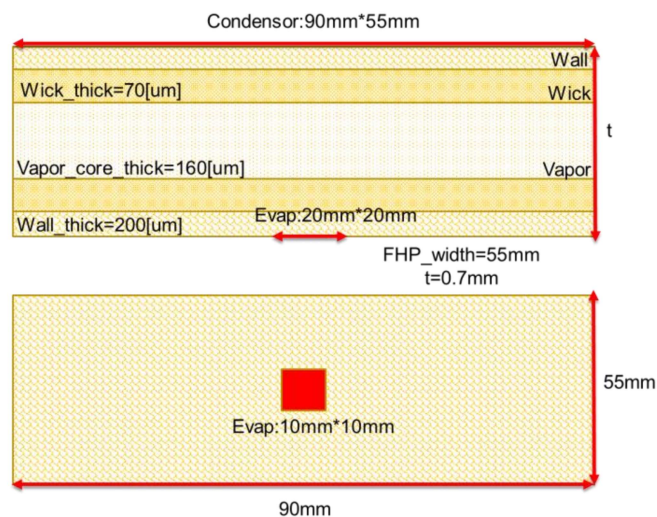 Condensor:90mm*55mm
Wall
Wick_thick=70[um]
Wick
t
Vapor_core_thick=160[um]
Vapor
Evap:20mm*20mm
Wall_thick=200[um]
FHP_width=55mm
t=0.7mm
55mm
Evap:10mm*10mm
90mm